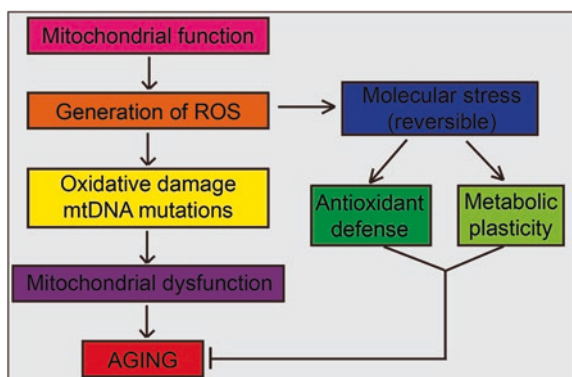 Mitochondrial function
Generation of ROS
Molecular stress
(reversible)
Oxidative damage
mtDNA mutations
Antioxidant
defense
Metabolic
plasticity
Mitochondrial dysfunction
AGING